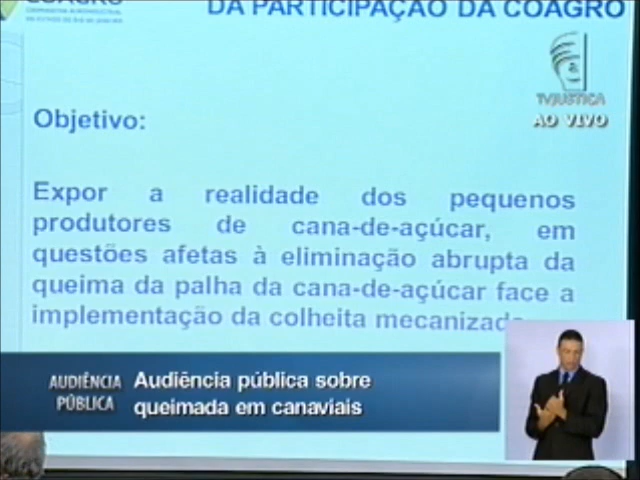 DA PARTICIPAÇÃO DA COAGRO
TV JUSTICA
AO VIVO
Objetivo:
Expor a realidade dos pequenos
produtores de cana-de-açúcar, em
questões afetas à eliminação abrupta da
queima da palha da cana-de-açúcar face a
implementação da colheita mecanizada
AUDIÊNCIA
PÚBLICA
Audiência pública sobre
queimada em canaviais